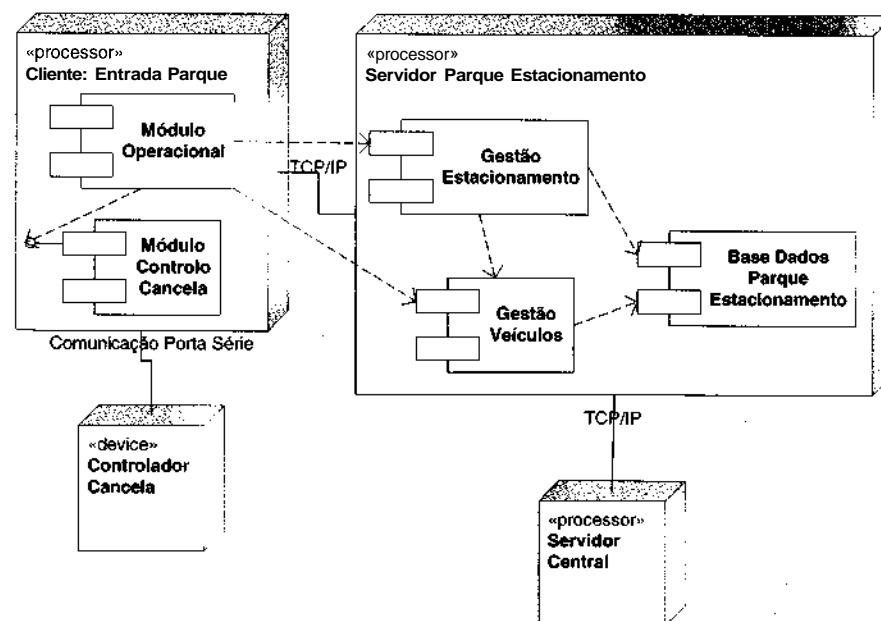 «processor»
Cliente: Entrada Parque
Módulo
Operacional
Módulo
Controlo
Cancela
TCP/IP
«processor»
Servidor Parque Estacionamento
Gestão
Estacionamento
Gestão
Veículos
Base Dados
Parque
Estacionamento
Comunicação Porta Série
«device»
Controlador
Cancela
TCP/IP
«processor»
Servidor
Central